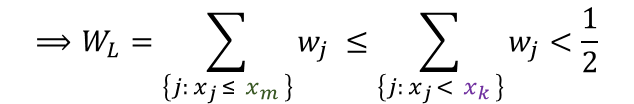 ⟹ W_L = ∑_{{j: x_j ≤ x_m}} w_j ≤ ∑_{{j: x_j < x_k}} w_j < 1/2